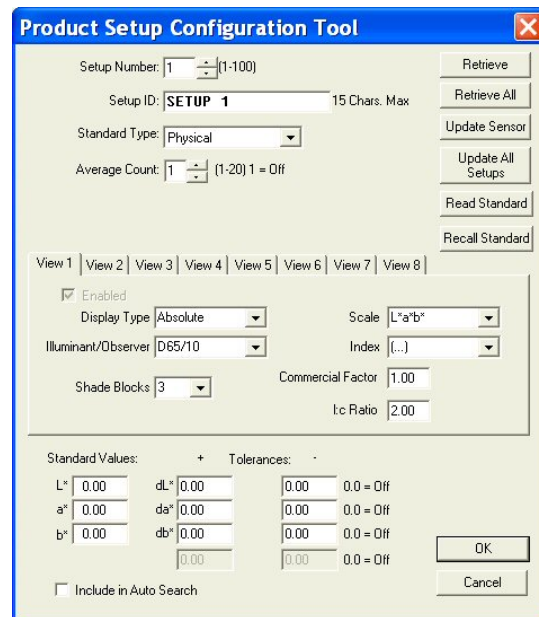 Product Setup Configuration Tool
Setup Number: 1 (1-100)
Retrieve
Setup ID: SETUP 1 15 Chars. Max
Retrieve All
Standard Type: Physical
Update Sensor
Average Count: 1 (1-20) 1 = Off
Update All
Setups
Read Standard
Recall Standard
View 1 View 2 View 3 View 4 View 5 View 6 View 7 View 8
Enabled
Display Type Absolute Scale L*a*b*
Illuminant/Observer D65/10 Index (...)
Shade Blocks 3 Commercial Factor 1.00
l:c Ratio 2.00
Standard Values: + Tolerances: -
L* 0.00 dL* 0.00 0.00 0.0 = Off
a* 0.00 da* 0.00 0.00 0.0 = Off
b* 0.00 db* 0.00 0.00 0.0 = Off
0.00 0.00 0.0 = Off
OK
Include in Auto Search
Cancel